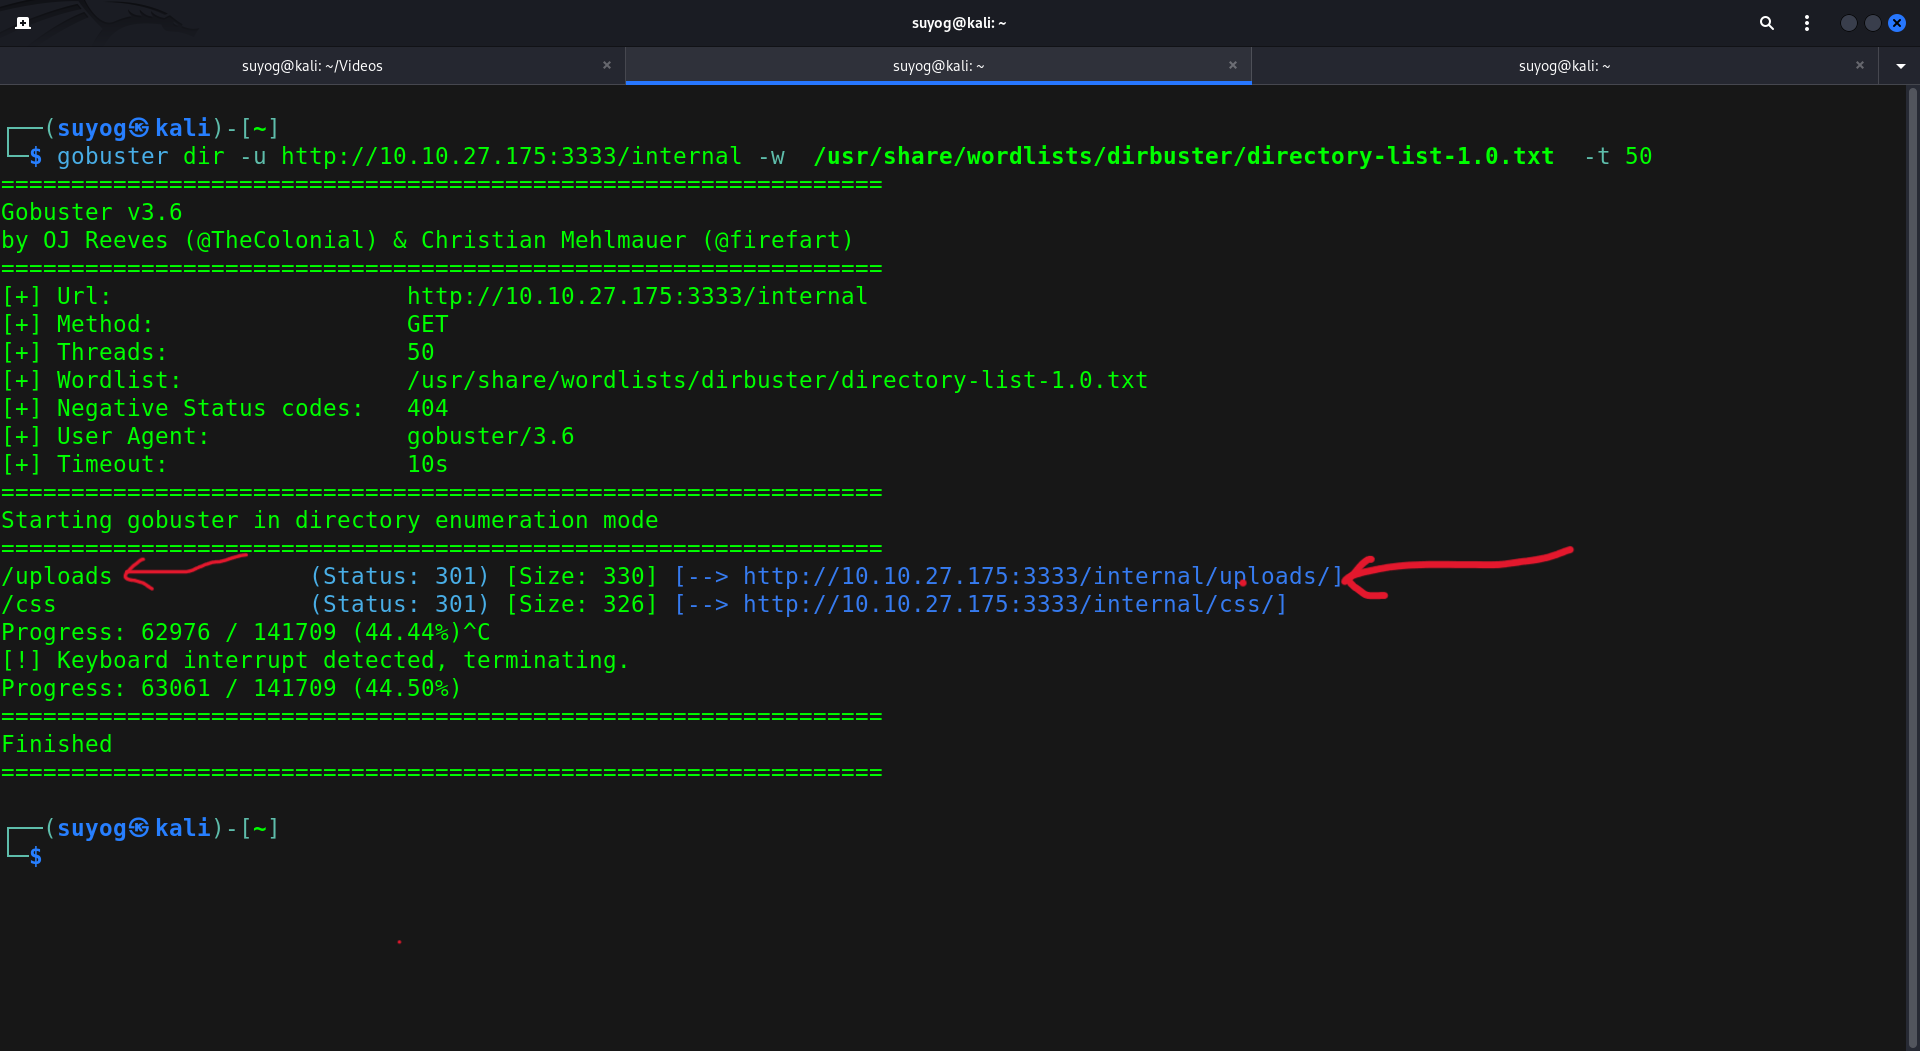 suyog@kali: ~
suyog@kali: ~/Videos
suyog@kali: ~
suyog@kali: ~
┌──(suyog㉿kali)-[~]
└─$ gobuster dir -u http://10.10.27.175:3333/internal -w  /usr/share/wordlists/dirbuster/directory-list-1.0.txt  -t 50
===============================================================
Gobuster v3.6
by OJ Reeves (@TheColonial) & Christian Mehlmauer (@firefart)
===============================================================
[+] Url:                     http://10.10.27.175:3333/internal
[+] Method:                  GET
[+] Threads:                 50
[+] Wordlist:                /usr/share/wordlists/dirbuster/directory-list-1.0.txt
[+] Negative Status codes:   404
[+] User Agent:              gobuster/3.6
[+] Timeout:                 10s
===============================================================
Starting gobuster in directory enumeration mode
===============================================================
/uploads              (Status: 301) [Size: 330] [--> http://10.10.27.175:3333/internal/uploads/]
/css                  (Status: 301) [Size: 326] [--> http://10.10.27.175:3333/internal/css/]
Progress: 62976 / 141709 (44.44%)^C
[!] Keyboard interrupt detected, terminating.
Progress: 63061 / 141709 (44.50%)
===============================================================
Finished
===============================================================
┌──(suyog㉿kali)-[~]
└─$